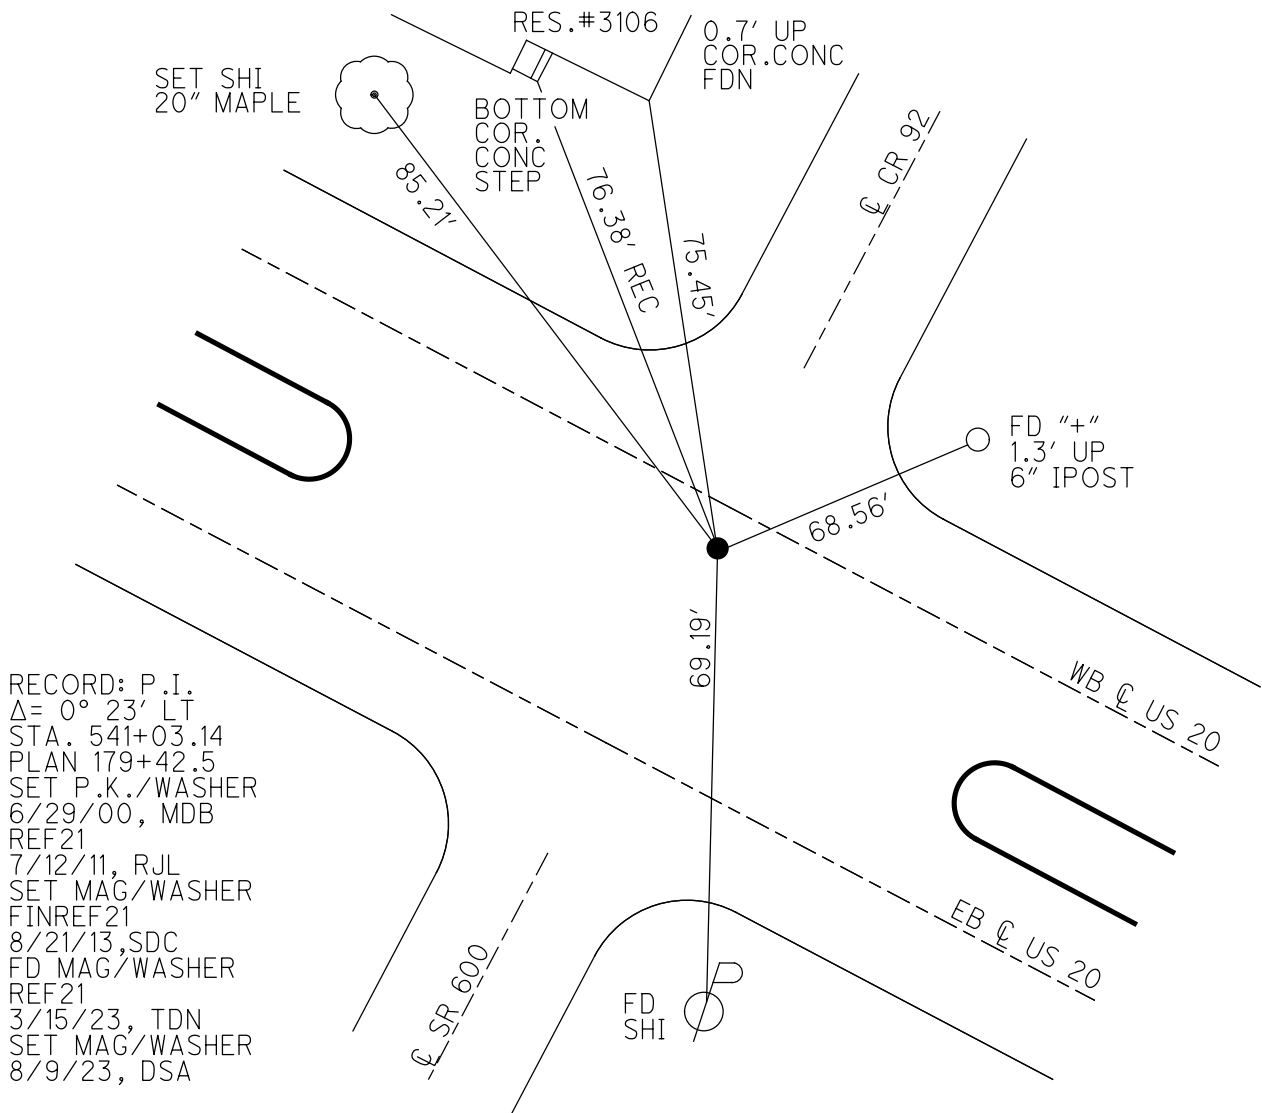 RES.#3106
0.7' UP
COR.CONC
FDN
SET SHI
20" MAPLE
BOTTOM
COR.
CONC
STEP
℄ CR 92
85.21'
76.38' REC
75.45'
FD "+"
1.3' UP
6" IPOST
68.56'
69.19'
WB ℄ US 20
EB ℄ US 20
℄ SR 600
FD
SHI
RECORD: P.I.
Δ= 0° 23' LT
STA. 541+03.14
PLAN 179+42.5
SET P.K./WASHER
6/29/00, MDB
REF21
7/12/11, RJL
SET MAG/WASHER
FINREF21
8/21/13,SDC
FD MAG/WASHER
REF21
3/15/23, TDN
SET MAG/WASHER
8/9/23, DSA